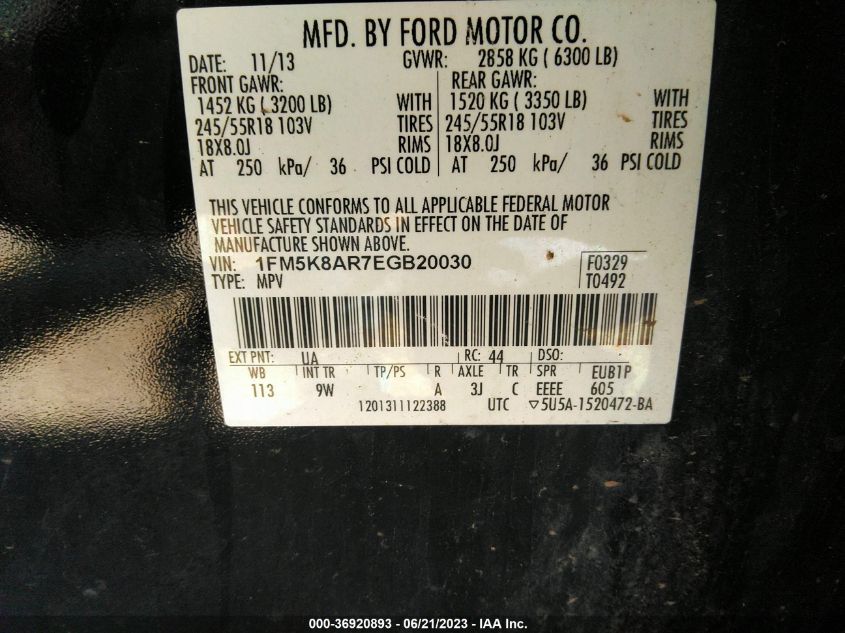 MFD. BY FORD MOTOR CO.
DATE: 11/13 GVWR: 2858 KG ( 6300 LB)
FRONT GAWR: REAR GAWR:
1452 KG ( 3200 LB) WITH 1520 KG ( 3350 LB) WITH
245/55R18 103V TIRES 245/55R18 103V TIRES
18X8.0J RIMS 18X8.0J RIMS
AT 250 kPa/ 36 PSI COLD AT 250 kPa/ 36 PSI COLD
THIS VEHICLE CONFORMS TO ALL APPLICABLE FEDERAL MOTOR
VEHICLE SAFETY STANDARDS IN EFFECT ON THE DATE OF
MANUFACTURE SHOWN ABOVE.
VIN: 1FM5K8AR7EGB20030 F0329
TYPE: MPV T0492
EXT PNT: UA RC: 44 DSO:
WB INT TR TP/PS R AXLE TR SPR EUB1P
113 9W A 3J C EEEE 605
1201311122388 UTC ▽5U5A-1520472-BA
000-36920893 - 06/21/2023 - IAA Inc.